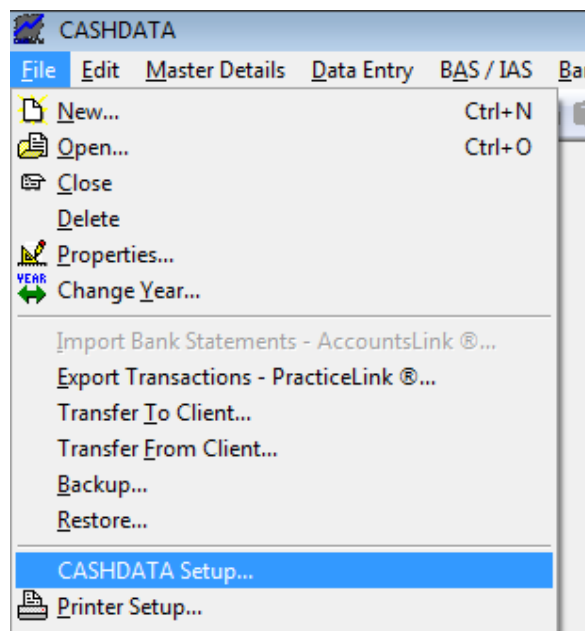 CASHDATA
File Edit Master Details Data Entry BAS / IAS Ba
New... Ctrl+N
Open... Ctrl+O
Close
Delete
Properties...
YEAR
Change Year...
Import Bank Statements - AccountsLink ®...
Export Transactions - PracticeLink ®...
Transfer To Client...
Transfer From Client...
Backup...
Restore...
CASHDATA Setup...
Printer Setup...